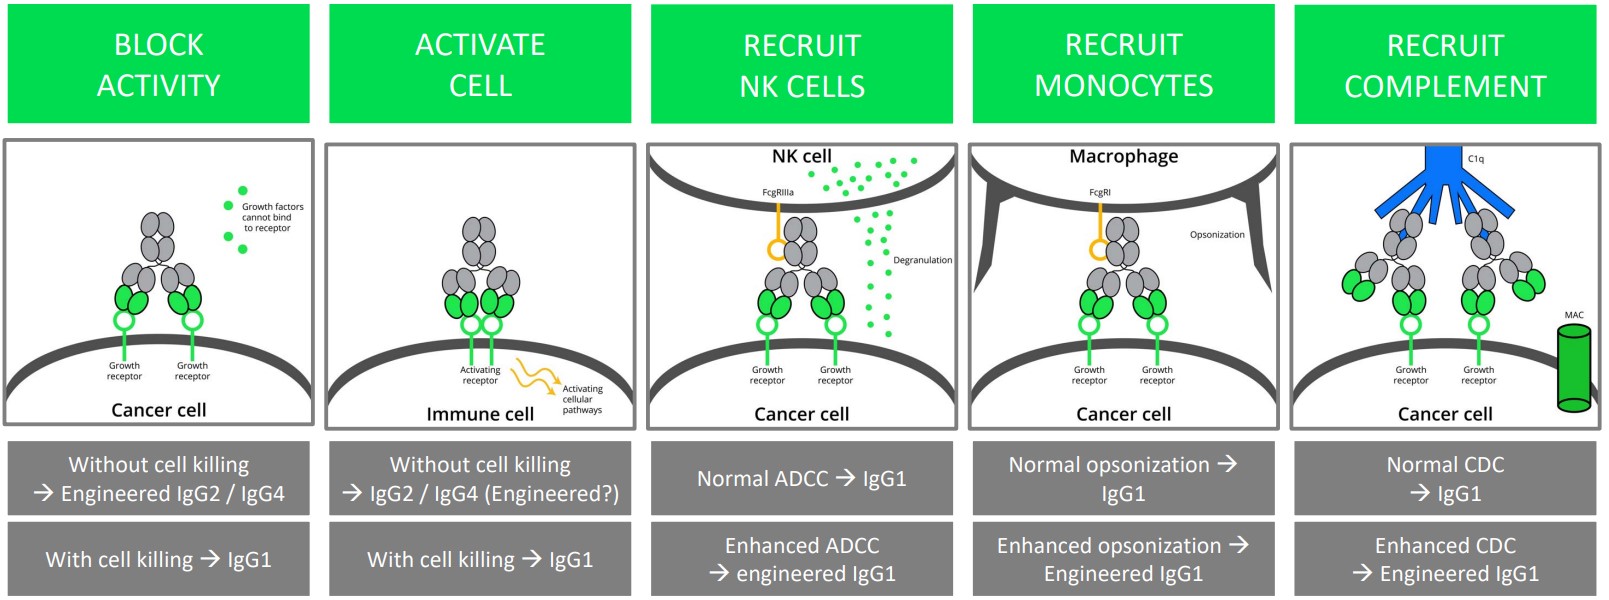 BLOCK
ACTIVITY
ACTIVATE
CELL
RECRUIT
NK CELLS
RECRUIT
MONOCYTES
RECRUIT
COMPLEMENT
Growth factors
cannot bind
to receptor
Growth
receptor
Growth
receptor
Cancer cell
Activating
receptor
Activating
cellular
pathways
Immune cell
NK cell
FcgRIIIa
Degranulation
Growth
receptor
Growth
receptor
Cancer cell
Macrophage
FcgRI
Opsonization
Growth
receptor
Growth
receptor
Cancer cell
C1q
MAC
Growth
receptor
Growth
receptor
Cancer cell
Without cell killing
→ Engineered IgG2 / IgG4
Without cell killing
→ IgG2 / IgG4 (Engineered?)
Normal ADCC → IgG1
Normal opsonization →
IgG1
Normal CDC
→ IgG1
With cell killing → IgG1
With cell killing → IgG1
Enhanced ADCC
→ engineered IgG1
Enhanced opsonization →
Engineered IgG1
Enhanced CDC
→ Engineered IgG1